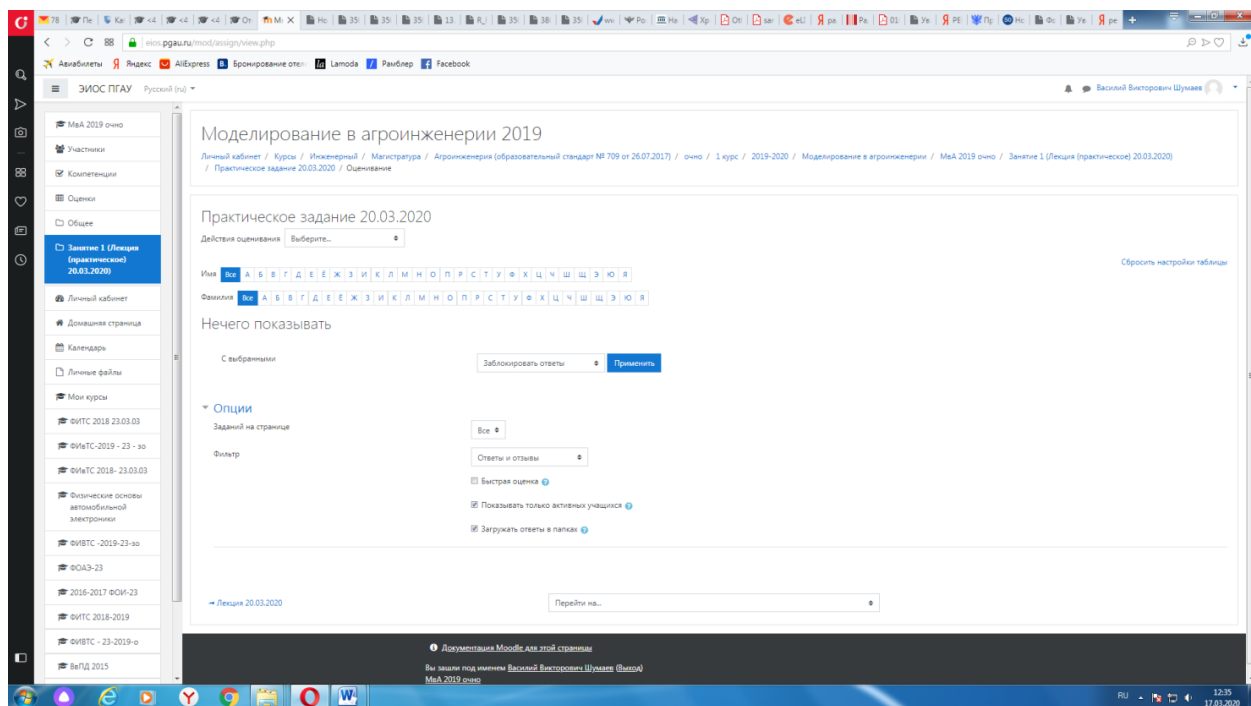 eios.pgau.ru/mod/assign/view.php
Авиабилеты Яндекс AliExpress Бронирование отел Lamoda Рамблер Facebook
ЭИОС ПГАУ Русский (ru)
Василий Викторович Шумаев
МвА 2019 очно
Участники
Компетенции
Оценки
Общее
Занятие 1 (Лекция
(практическое)
20.03.2020)
Личный кабинет
Домашняя страница
Календарь
Личные файлы
Мои курсы
ФИТС 2018 23.03.03
ФИвТС-2019 - 23 - зо
ФИвТС 2018- 23.03.03
Физические основы
автомобильной
электроники
ФИВТС -2019-23-зо
ФОАЭ-23
2016-2017 ФОИ-23
ФИТС 2018-2019
ФИВТС - 23-2019-о
ВвПД 2015
Моделирование в агроинженерии 2019
Личный кабинет / Курсы / Инженерный / Магистратура / Агроинженерия (образовательный стандарт № 709 от 26.07.2017) / очно / 1 курс / 2019-2020 / Моделирование в агроинженерии / МвА 2019 очно / Занятие 1 (Лекция (практическое) 20.03.2020)
/ Практическое задание 20.03.2020 / Оценивание
Практическое задание 20.03.2020
Действия оценивания Выберите...
Сбросить настройки таблицы
Имя Все А Б В Г Д Е Ё Ж З И К Л М Н О П Р С Т У Ф Х Ц Ч Ш Щ Э Ю Я
Фамилия Все А Б В Г Д Е Ё Ж З И К Л М Н О П Р С Т У Ф Х Ц Ч Ш Щ Э Ю Я
Нечего показывать
С выбранными Заблокировать ответы Применить
Опции
Заданий на странице Все
Фильтр Ответы и отзывы
Быстрая оценка
Показывать только активных учащихся
Загружать ответы в папках
→ Лекция 20.03.2020 Перейти на...
Документация Moodle для этой страницы
Вы зашли под именем Василий Викторович Шумаев (Выход)
МвА 2019 очно
RU 12:35
17.03.2020